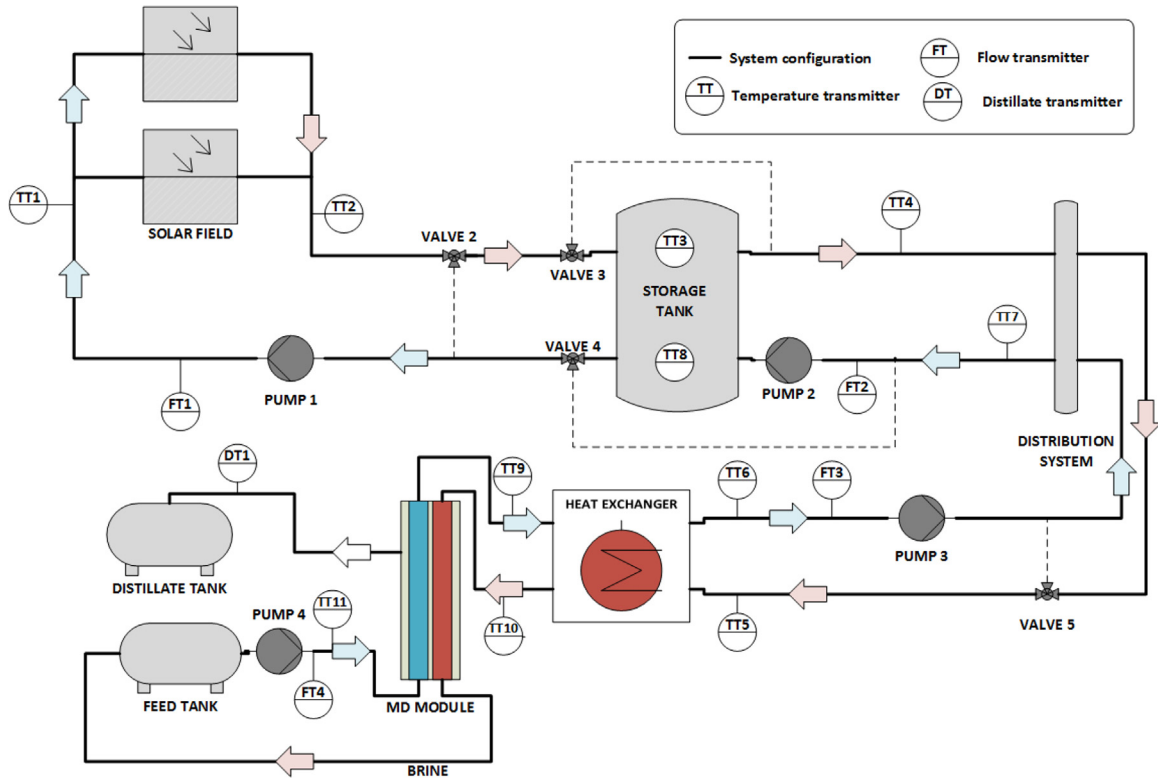 FT
System configuration
Flow transmitter
TT
Temperature transmitter
DT
Distillate transmitter
TT1
TT2
SOLAR FIELD
VALVE 2
VALVE 3
TT3
TT4
STORAGE
TANK
TT7
VALVE 4
TT8
FT1
PUMP 1
PUMP 2
FT2
DISTRIBUTION
SYSTEM
DT1
TT9
HEAT EXCHANGER
TT6
FT3
PUMP 3
DISTILLATE TANK
PUMP 4
TT11
TT10
TT5
VALVE 5
FT4
FEED TANK
MD MODULE
BRINE